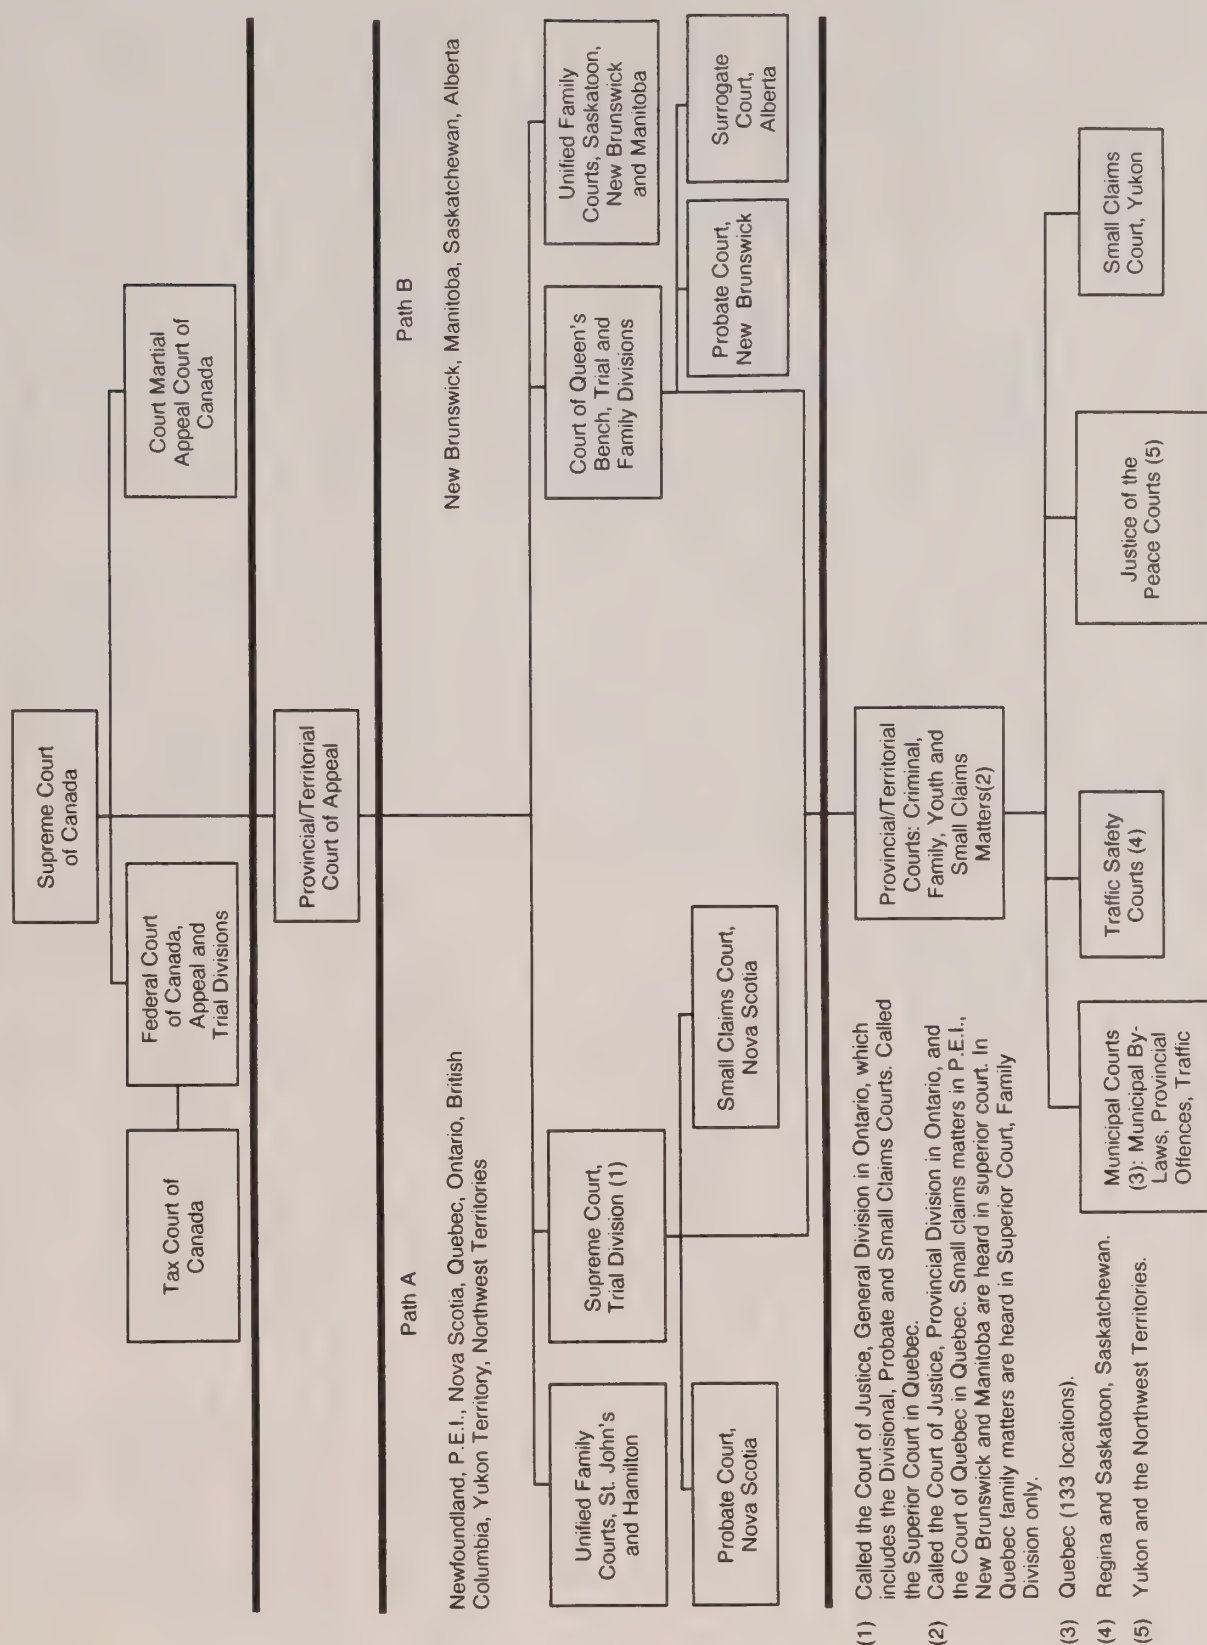 Supreme Court
of Canada
Tax Court of
Canada
Federal Court
of Canada,
Appeal and
Trial Divisions
Court Martial
Appeal Court of
Canada
Provincial/Territorial
Court of Appeal
Path A
Newfoundland, P.E.I., Nova Scotia, Quebec, Ontario, British
Columbia, Yukon Territory, Northwest Territories
Path B
New Brunswick, Manitoba, Saskatchewan, Alberta
Unified Family
Courts, St. John's
and Hamilton
Supreme Court,
Trial Division (1)
Court of Queen's
Bench, Trial and
Family Divisions
Unified Family
Courts, Saskatoon,
New Brunswick
and Manitoba
Probate Court,
Nova Scotia
Small Claims Court,
Nova Scotia
Probate Court,
New Brunswick
Surrogate
Court,
Alberta
Provincial/Territorial
Courts: Criminal,
Family, Youth and
Small Claims
Matters(2)
Municipal Courts
(3): Municipal By-
Laws, Provincial
Offences, Traffic
Traffic Safety
Courts (4)
Justice of the
Peace Courts (5)
Small Claims
Court, Yukon
(1) Called the Court of Justice, General Division in Ontario, which
includes the Divisional, Probate and Small Claims Courts. Called
the Superior Court in Quebec.
(2) Called the Court of Justice, Provincial Division in Ontario, and
the Court of Quebec in Quebec. Small claims matters in P.E.I.,
New Brunswick and Manitoba are heard in superior court. In
Quebec family matters are heard in Superior Court, Family
Division only.
(3) Quebec (133 locations).
(4) Regina and Saskatoon, Saskatchewan.
(5) Yukon and the Northwest Territories.